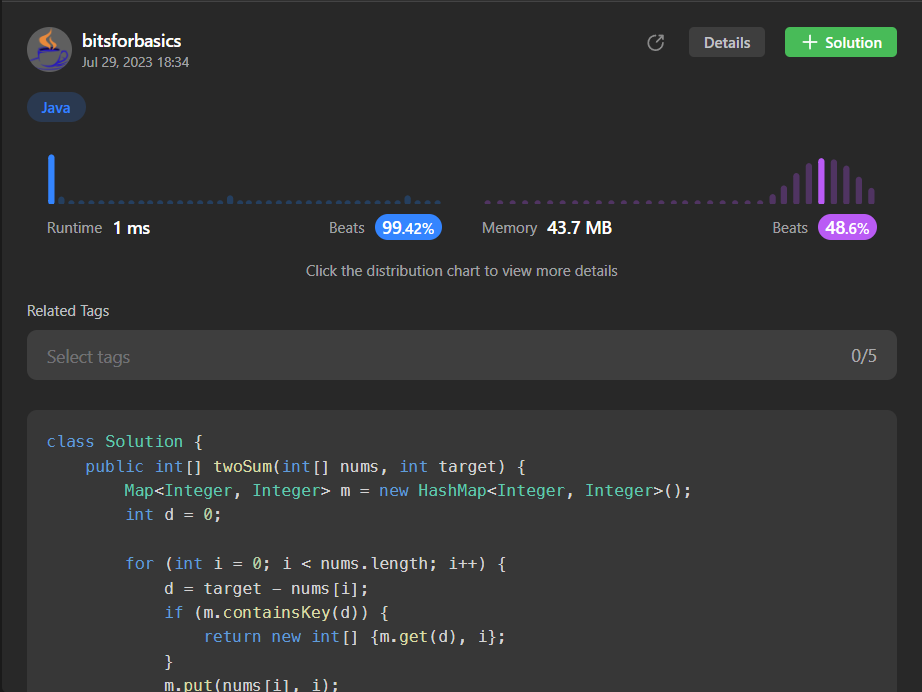 bitsforbasics
Jul 29, 2023 18:34
Details
+ Solution
Java
Runtime 1 ms Beats 99.42%
Memory 43.7 MB Beats 48.6%
Click the distribution chart to view more details
Related Tags
Select tags 0/5
class Solution {
    public int[] twoSum(int[] nums, int target) {
        Map<Integer, Integer> m = new HashMap<Integer, Integer>();
        int d = 0;

        for (int i = 0; i < nums.length; i++) {
            d = target - nums[i];
            if (m.containsKey(d)) {
                return new int[] {m.get(d), i};
            }
            m.put(nums[i], i);